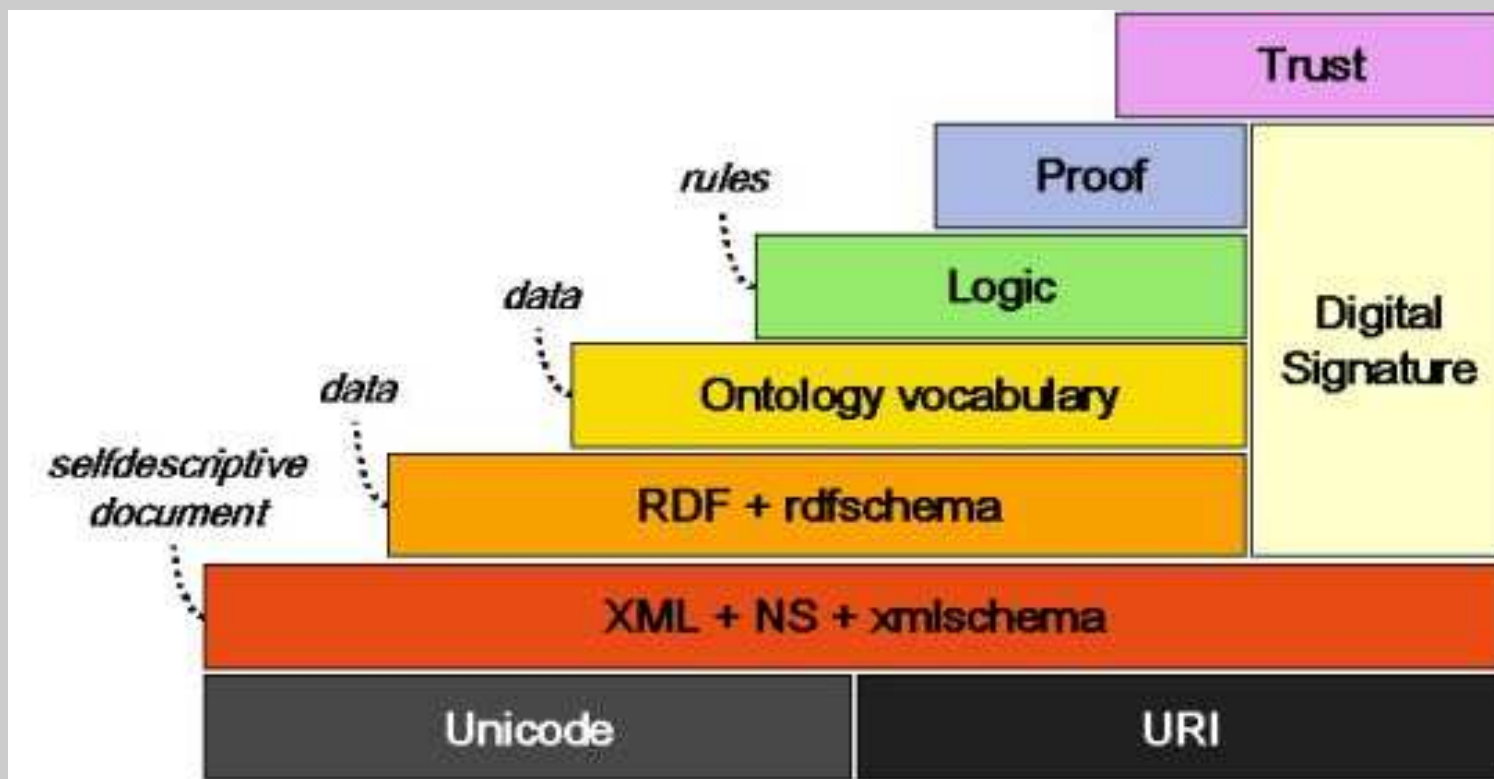 Trust
Proof
rules
Logic
data
Digital
Signature
Ontology vocabulary
data
RDF + rdfschema
selfdescriptive
document
XML + NS + xmlschema
Unicode
URI